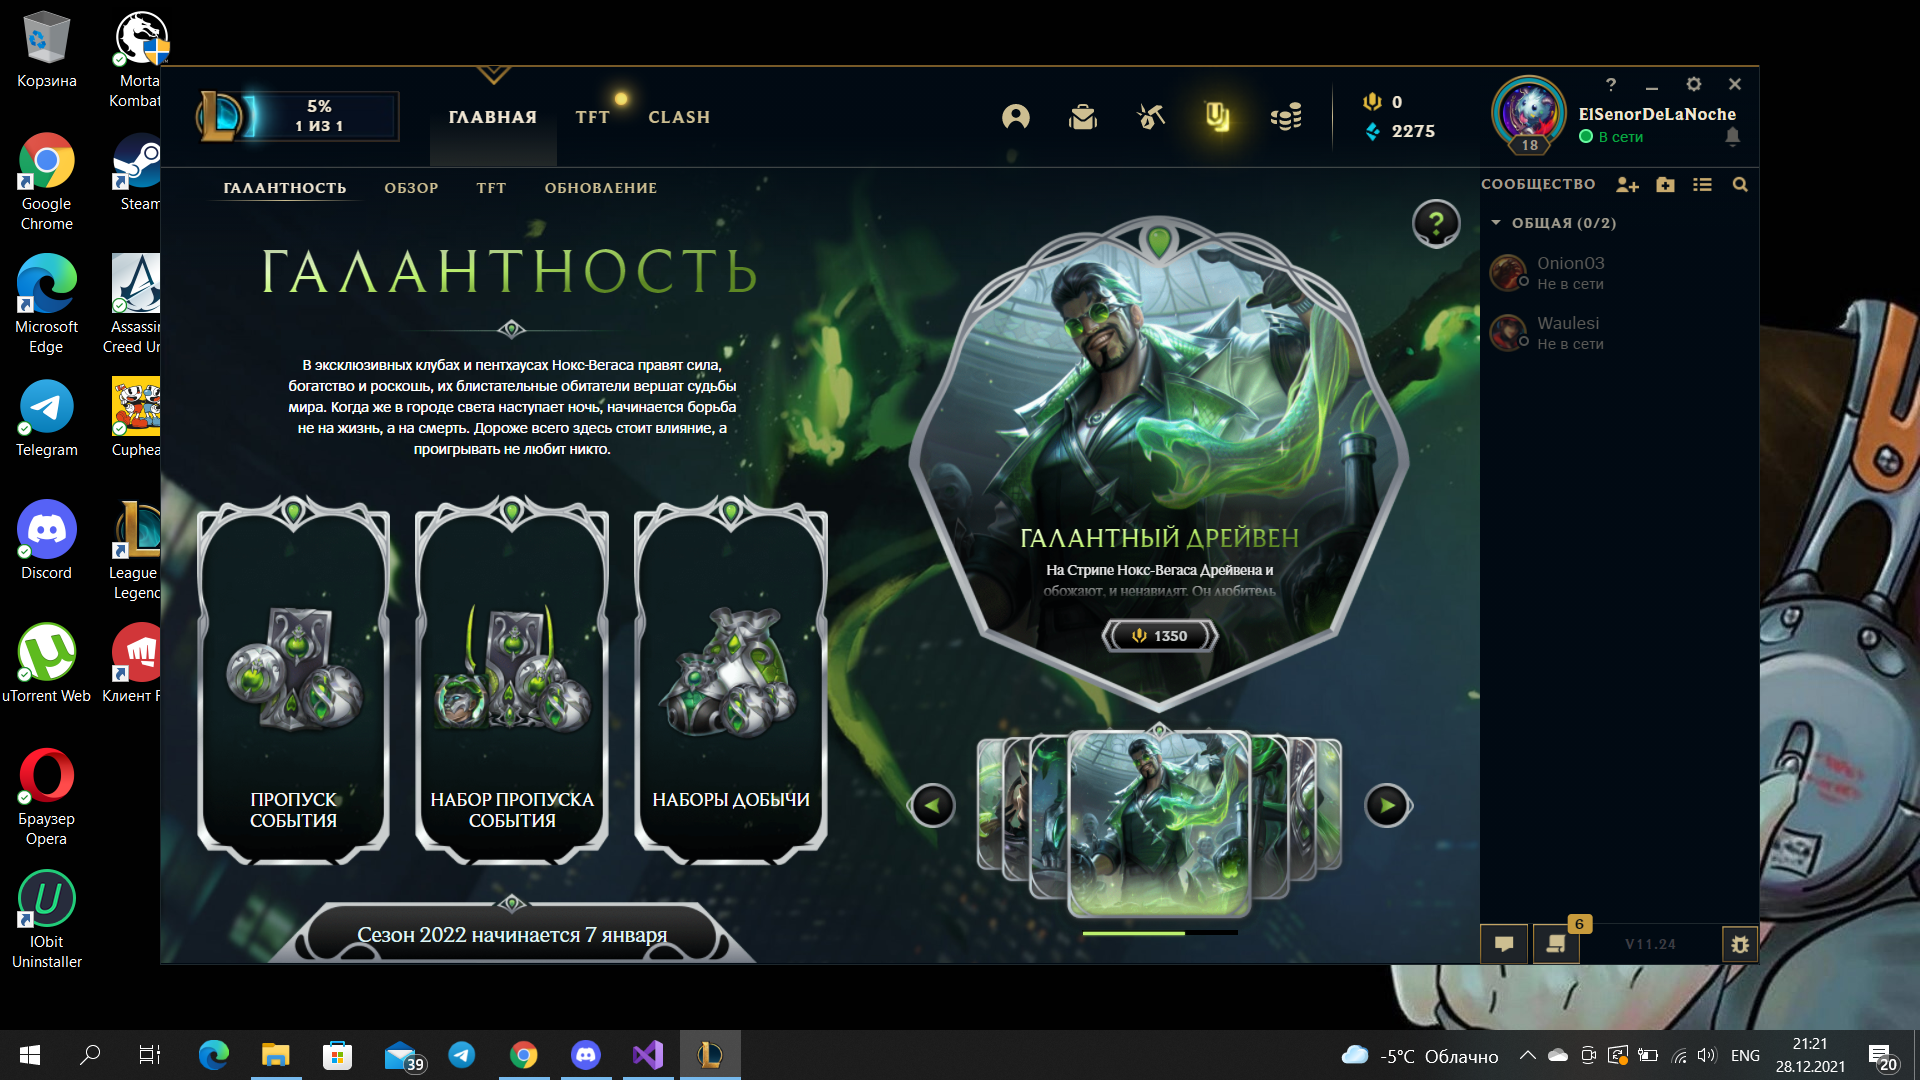 Корзина
Morta
Kombat
Google
Chrome
Steam
Microsoft
Edge
Assassin
Creed Un
Telegram
Cuphea
Discord
League
Legend
uTorrent Web
Клиент
Браузер
Opera
IObit
Uninstaller
5%
1 ИЗ 1
ГЛАВНАЯ
TFT
CLASH
0
2275
18
?
ElSenorDeLaNoche
В сети
ГАЛАНТНОСТЬ
ОБЗОР
TFT
ОБНОВЛЕНИЕ
?
ГАЛАНТНОСТЬ
В эксклюзивных клубах и пентхаусах Нокс-Вегаса правят сила,
богатство и роскошь, их блистательные обитатели вершат судьбы
мира. Когда же в городе света наступает ночь, начинается борьба
не на жизнь, а на смерть. Дороже всего здесь стоит влияние, а
проигрывать не любит никто.
ПРОПУСК
СОБЫТИЯ
НАБОР ПРОПУСКА
СОБЫТИЯ
НАБОРЫ ДОБЫЧИ
Сезон 2022 начинается 7 января
ГАЛАНТНЫЙ ДРЕЙВЕН
На Стрипе Нокс-Вегаса Дрейвена и
обожают, и ненавидят. Он любитель
1350
СООБЩЕСТВО
ОБЩАЯ (0/2)
Onion03
Не в сети
Waulesi
Не в сети
6
V11.24
39
-5°C Облачно
ENG
21:21
28.12.2021
20